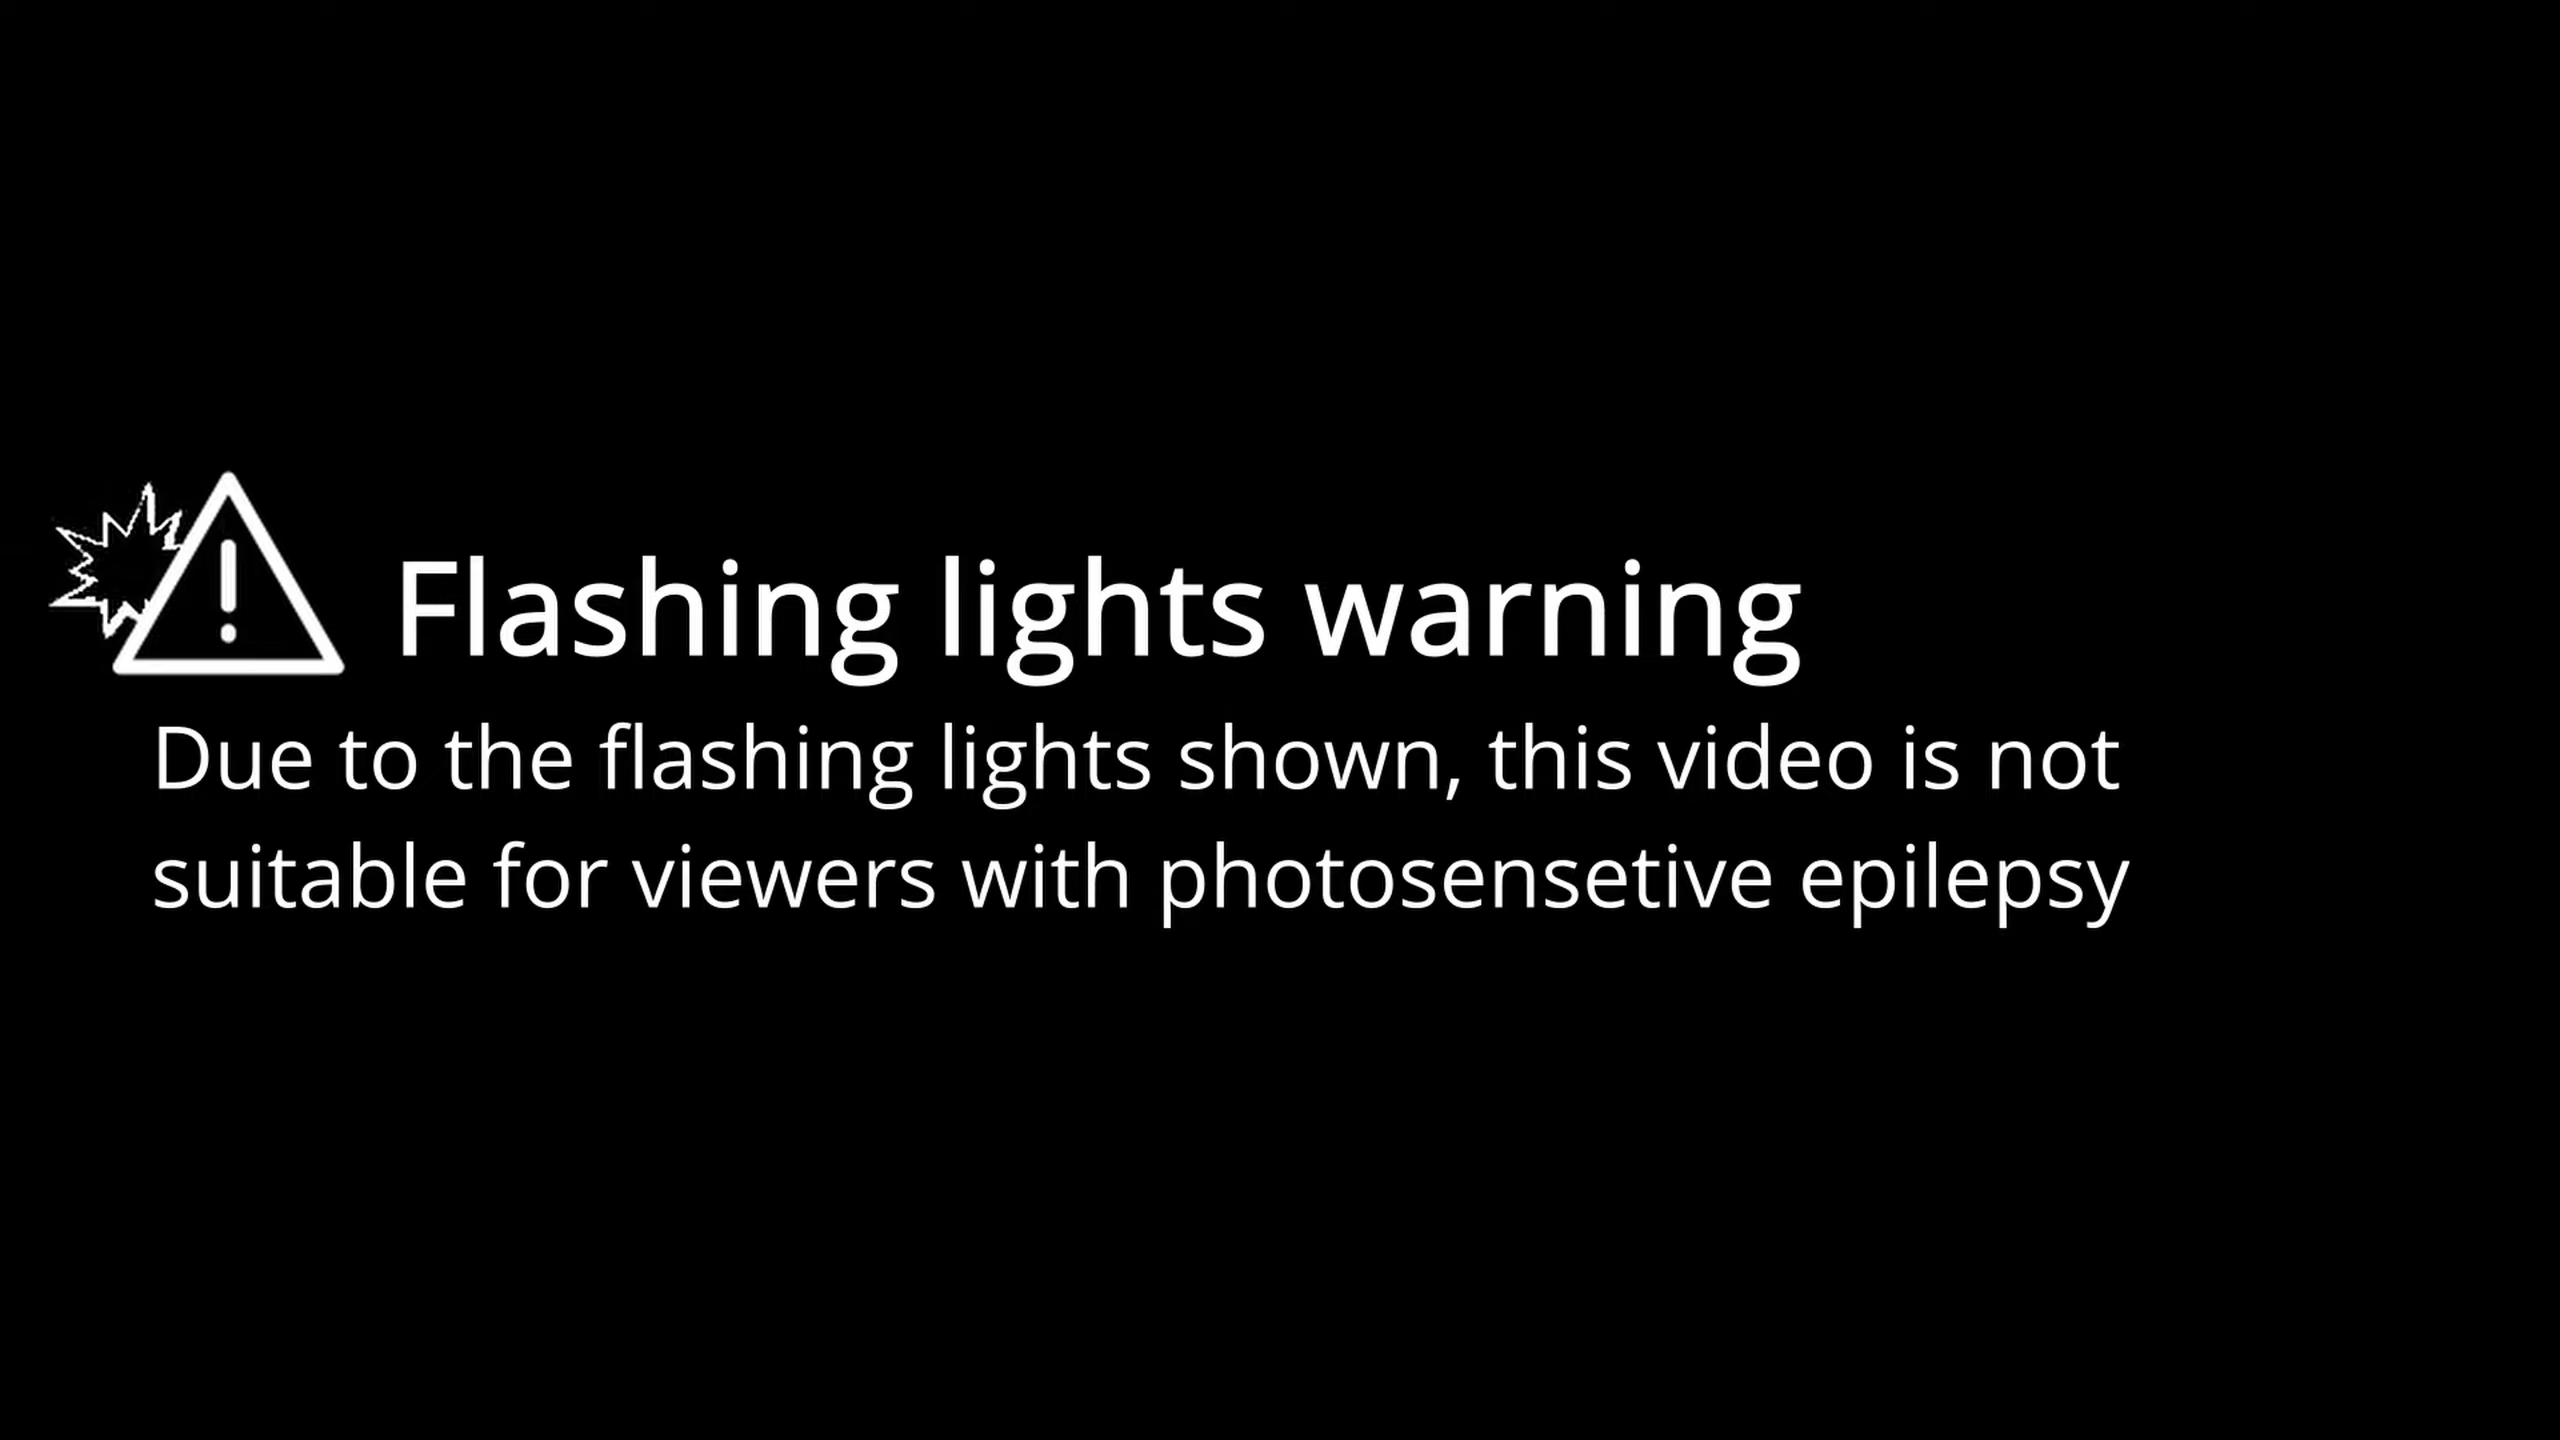 Flashing lights warning
Due to the flashing lights shown, this video is not
suitable for viewers with photosensetive epilepsy